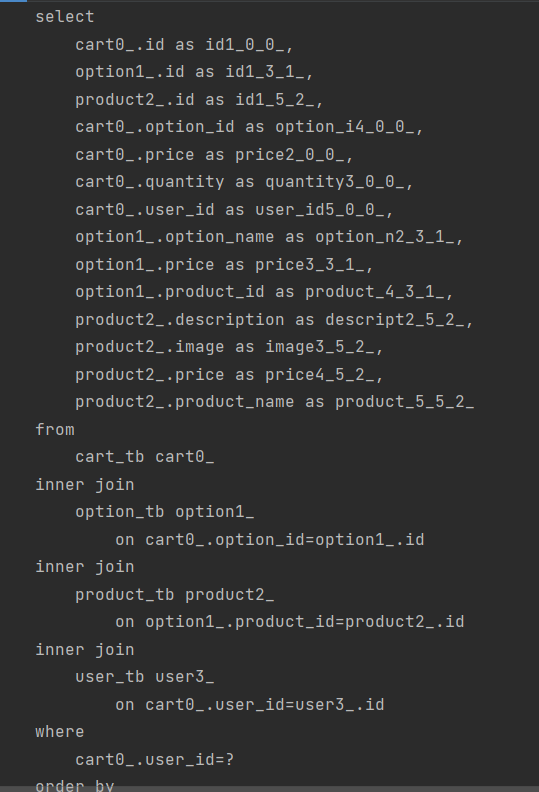 select
cart0_.id as id1_0_0_,
option1_.id as id1_3_1_,
product2_.id as id1_5_2_,
cart0_.option_id as option_i4_0_0_,
cart0_.price as price2_0_0_,
cart0_.quantity as quantity3_0_0_,
cart0_.user_id as user_id5_0_0_,
option1_.option_name as option_n2_3_1_,
option1_.price as price3_3_1_,
option1_.product_id as product_4_3_1_,
product2_.description as descript2_5_2_,
product2_.image as image3_5_2_,
product2_.price as price4_5_2_,
product2_.product_name as product_5_5_2_
from
cart_tb cart0_
inner join
option_tb option1_
on cart0_.option_id=option1_.id
inner join
product_tb product2_
on option1_.product_id=product2_.id
inner join
user_tb user3_
on cart0_.user_id=user3_.id
where
cart0_.user_id=?
order by